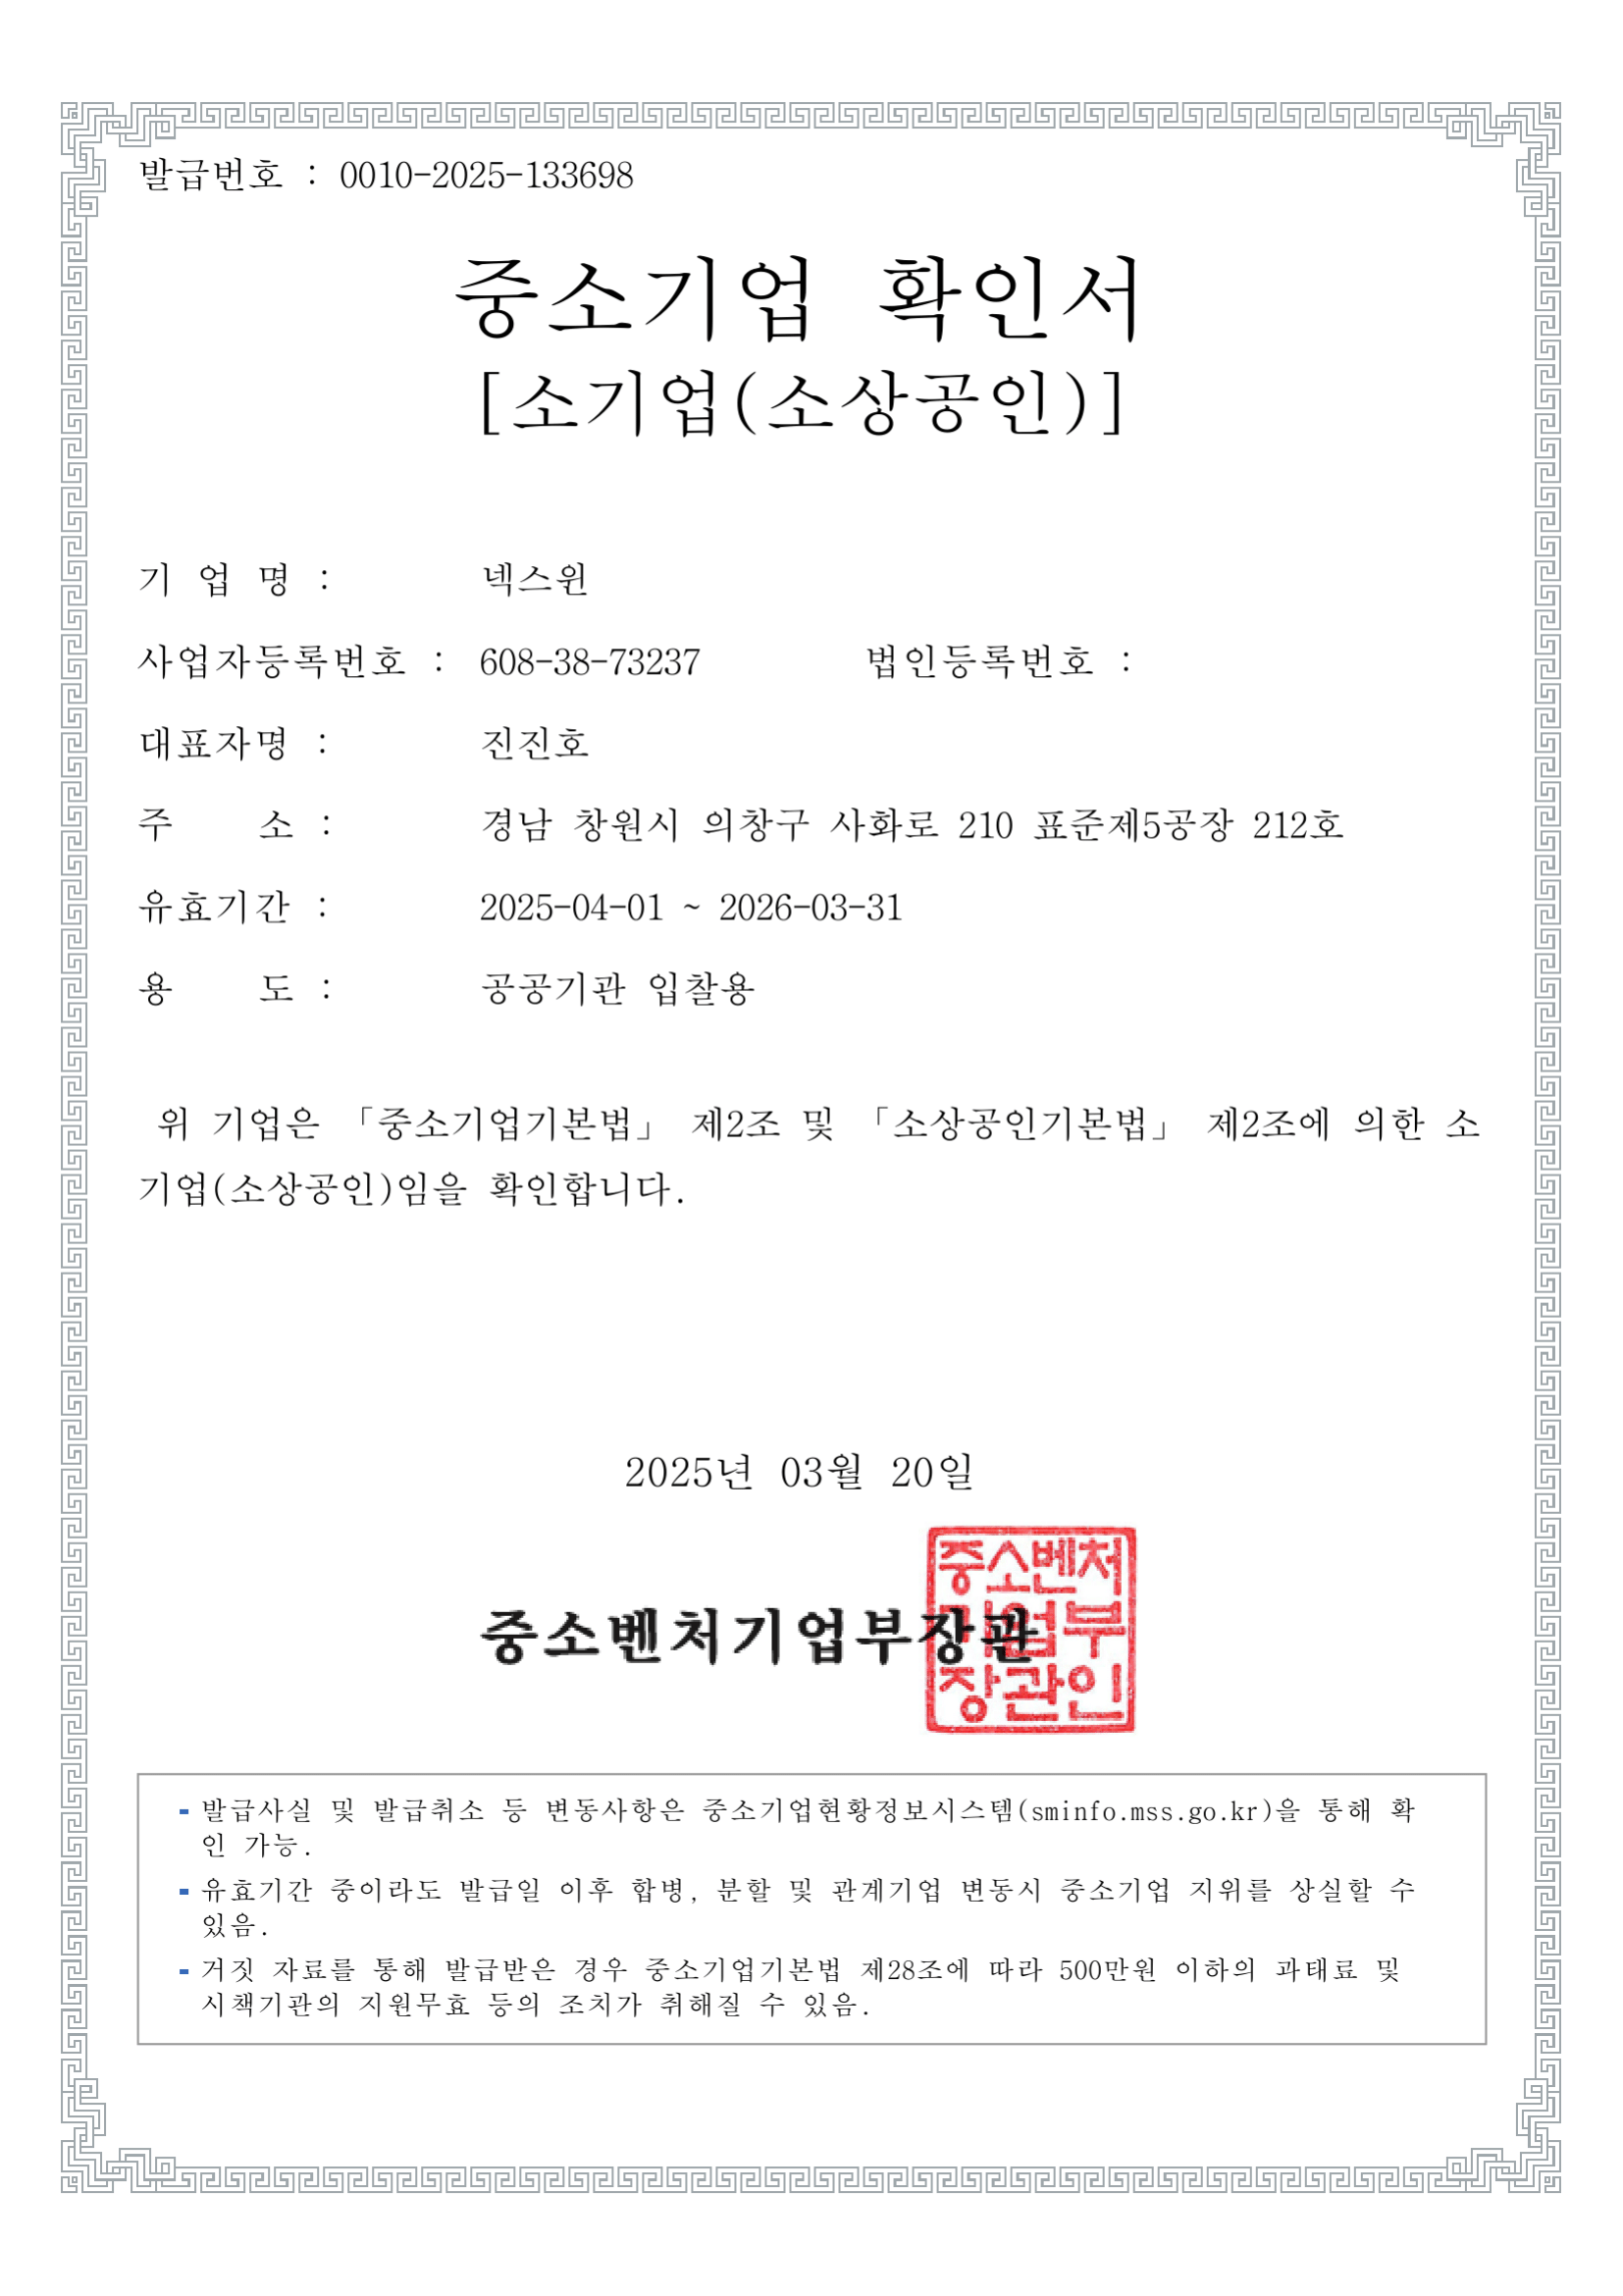 발급번호 : 0010-2025-133698
중소기업 확인서
[소기업(소상공인)]
기 업 명 : 넥스윈
사업자등록번호 : 608-38-73237 법인등록번호 :
대표자명 : 진진호
주 소 : 경남 창원시 의창구 사화로 210 표준제5공장 212호
유효기간 : 2025-04-01 ~ 2026-03-31
용 도 : 공공기관 입찰용
위 기업은 「중소기업기본법」 제2조 및 「소상공인기본법」 제2조에 의한 소
기업(소상공인)임을 확인합니다.
2025년 03월 20일
중소벤처기업부장관
중소벤처
기업부
장관인
- 발급사실 및 발급취소 등 변동사항은 중소기업현황정보시스템(sminfo.mss.go.kr)을 통해 확
인 가능.
- 유효기간 중이라도 발급일 이후 합병, 분할 및 관계기업 변동시 중소기업 지위를 상실할 수
있음.
- 거짓 자료를 통해 발급받은 경우 중소기업기본법 제28조에 따라 500만원 이하의 과태료 및
시책기관의 지원무효 등의 조치가 취해질 수 있음.